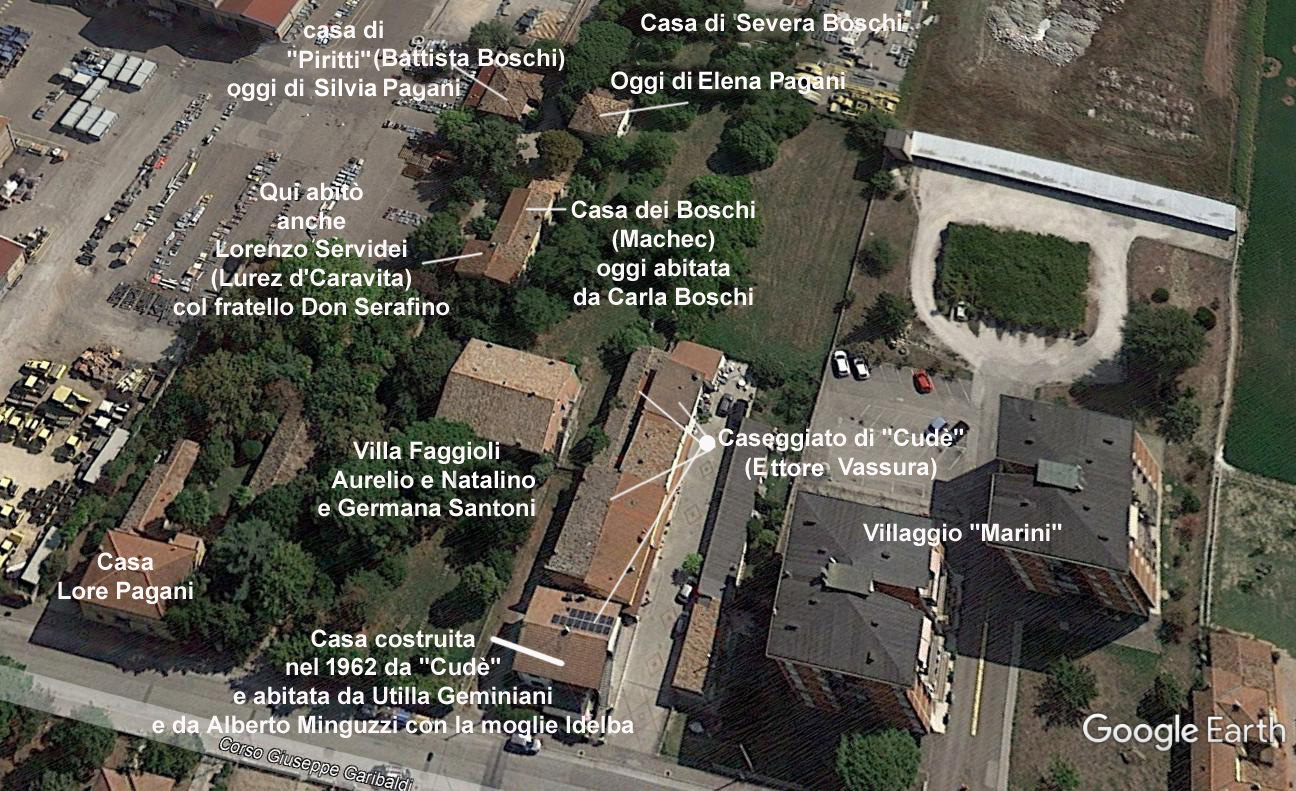 casa di
"Piritti" (Battista Boschi)
oggi di Silvia Pagani
Casa di Severa Boschi
Oggi di Elena Pagani
Qui abitò
anche
Lorenzo Servidei
(Lurez d'Caravita)
col fratello Don Serafino
Casa dei Boschi
(Machec)
oggi abitata
da Carla Boschi
Villa Faggioli
Aurelio e Natalino
e Germana Santoni
Caseggiato di "Cudè"
(Ettore Vassura)
Villaggio "Marini"
Casa
Lore Pagani
Casa costruita
nel 1962 da "Cudè"
e abitata da Utilla Geminiani
e da Alberto Minguzzi con la moglie Idelba
Corso Giuseppe Garibaldi
Google Earth